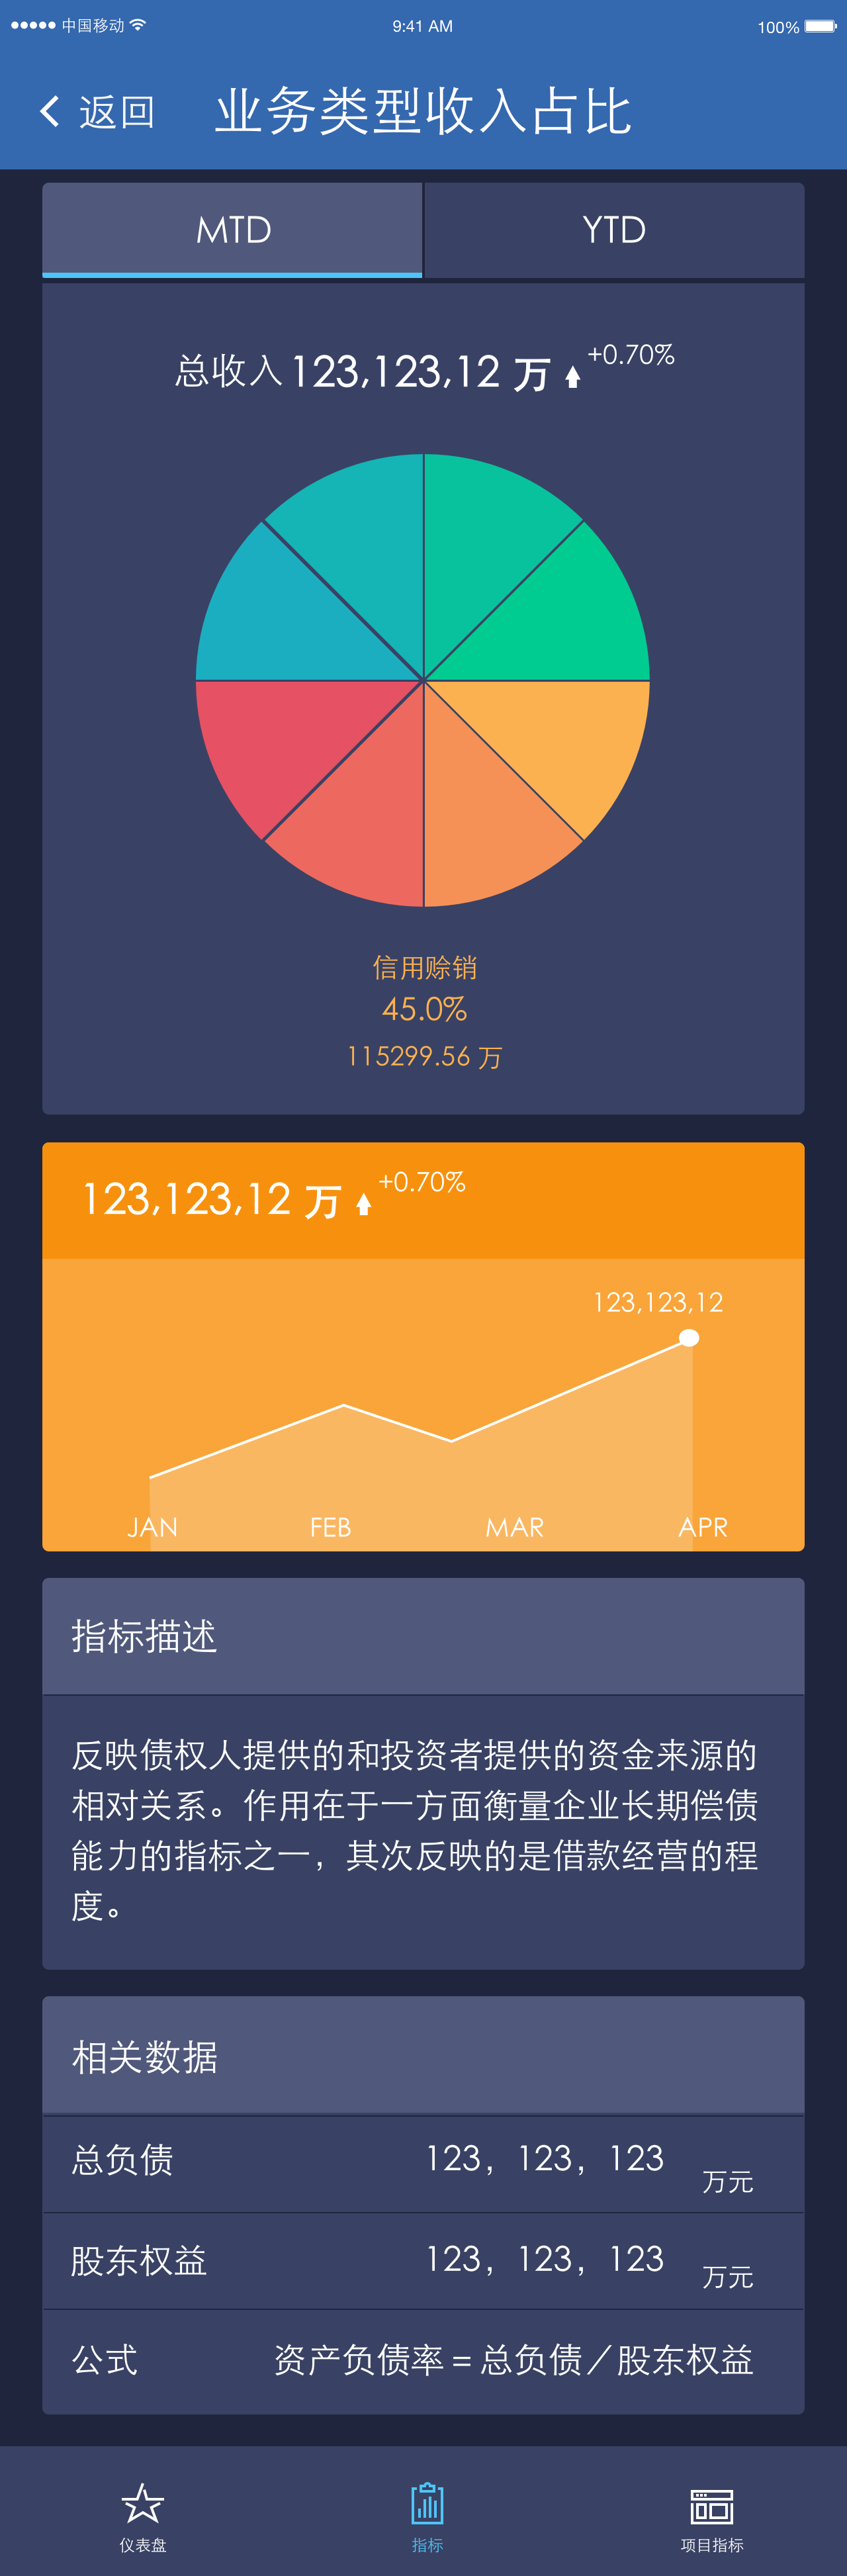 中国移动 9:41 AM 100%
返回 业务类型收入占比
MTD YTD
总收入 123,123,12 万 +0.70%
信用赊销
45.0%
115299.56 万
123,123,12 万 +0.70%
123,123,12
JAN FEB MAR APR
指标描述
反映债权人提供的和投资者提供的资金来源的
相对关系。作用在于一方面衡量企业长期偿债
能力的指标之一，其次反映的是借款经营的程
度。
相关数据
总负债 123，123，123 万元
股东权益 123，123，123 万元
公式 资产负债率＝总负债／股东权益
仪表盘 指标 项目指标